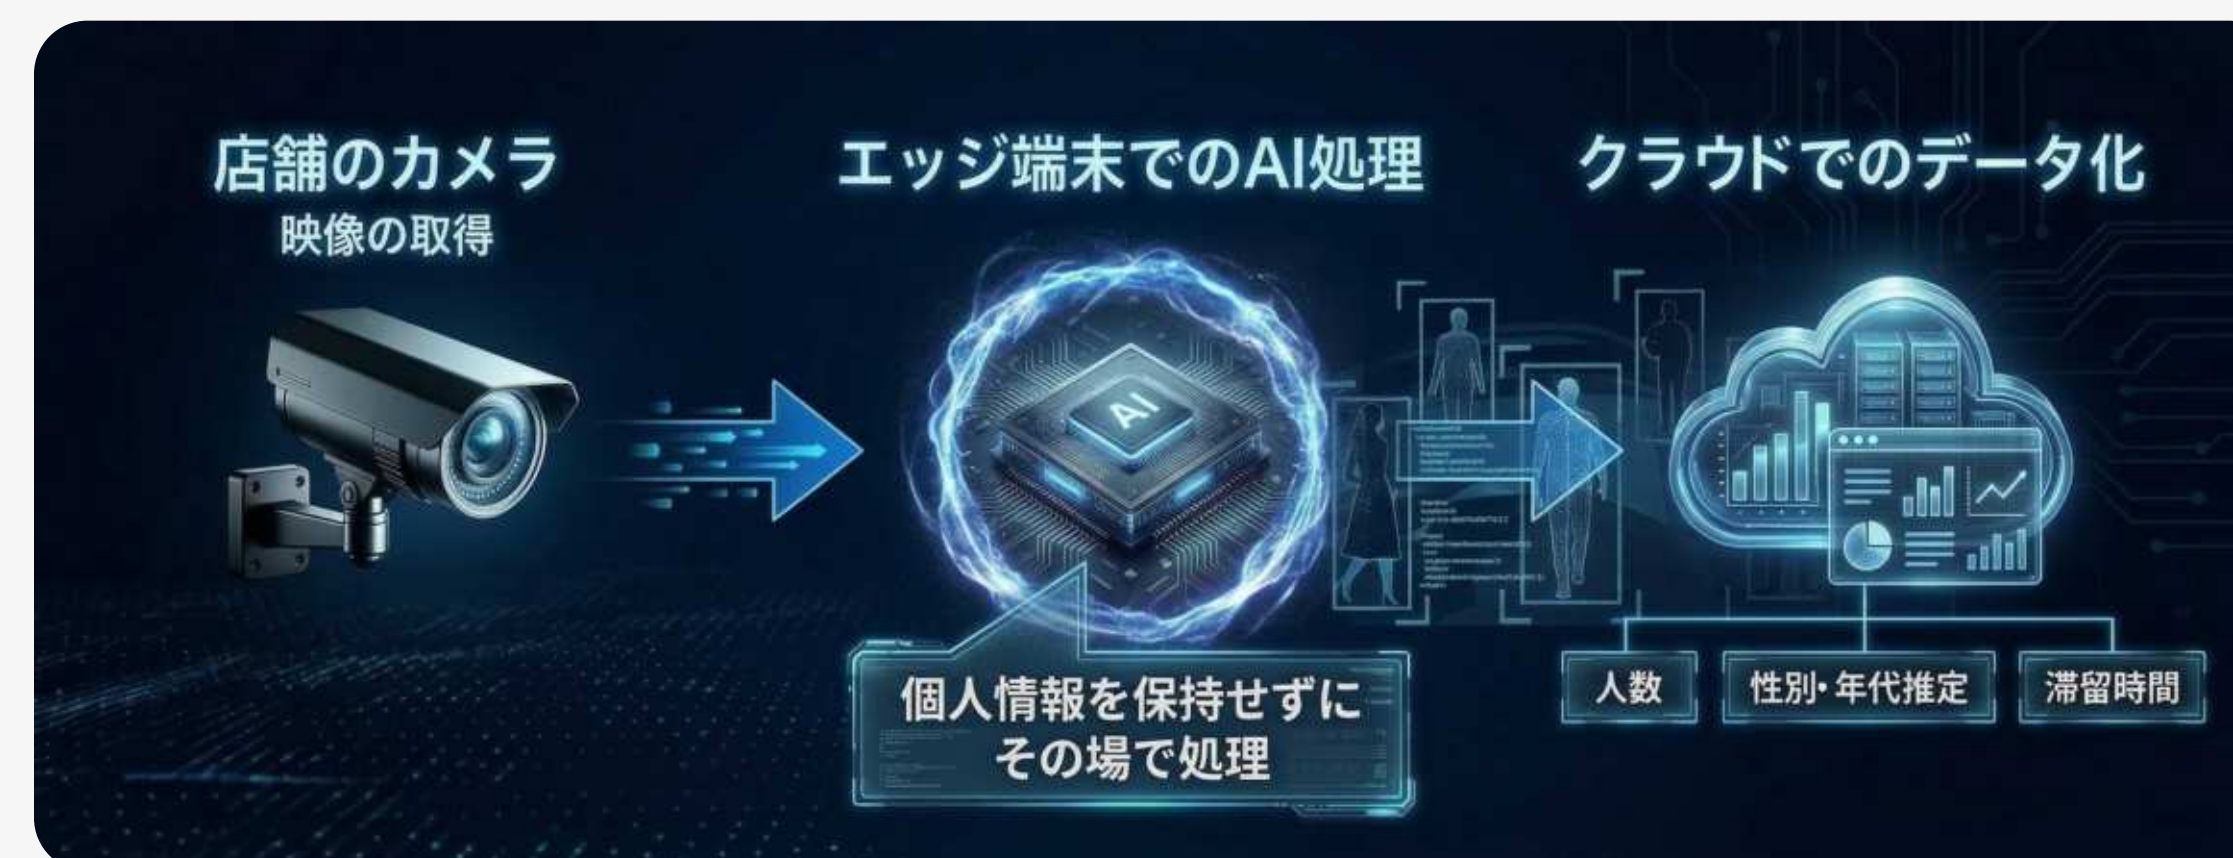 店舗のカメラ
映像の取得
エッジ端末でのAI処理
クラウドでのデータ化
AI
個人情報を保持せずに
その場で処理
人数
性別・年代推定
滞留時間